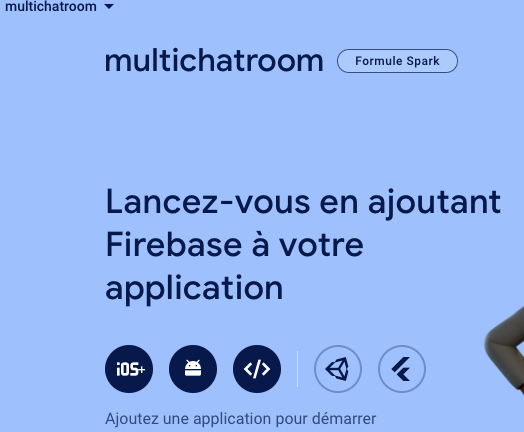 multichatroom
multichatroom Formule Spark
Lancez-vous en ajoutant
Firebase à votre
application
iOS+ </>
Ajoutez une application pour démarrer